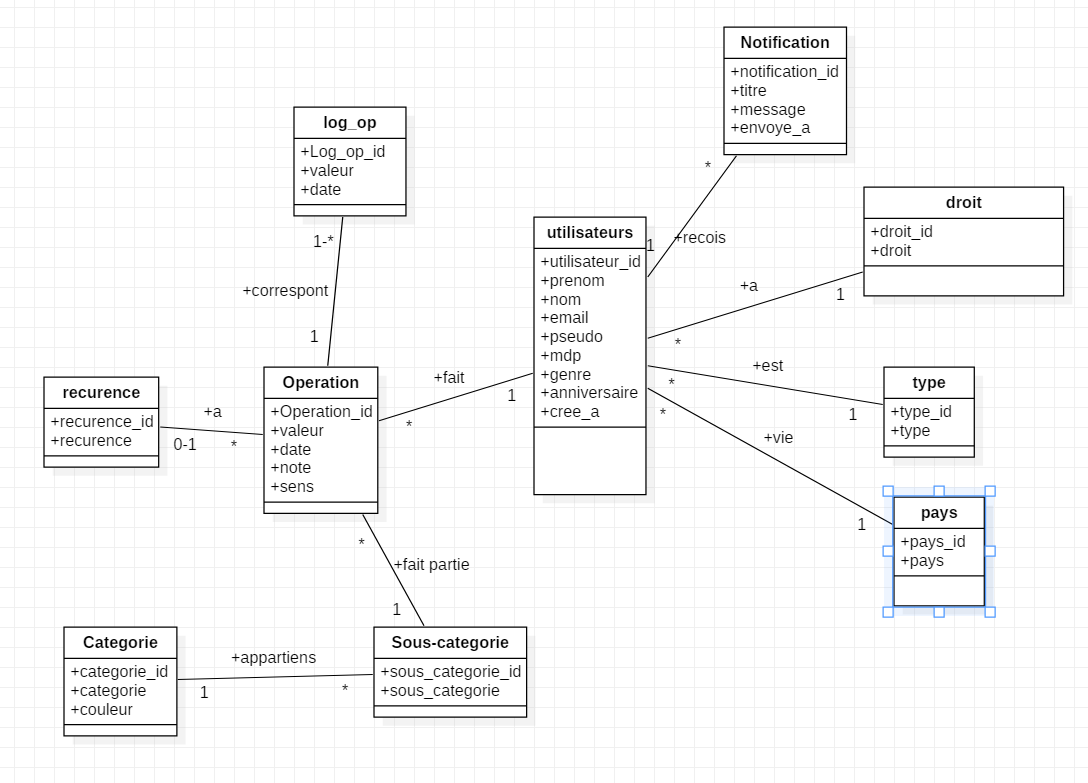 Notification
+notification_id
+titre
+message
+envoye_a
*
log_op
+Log_op_id
+valeur
+date
1-*
+correspont
1
droit
+droit_id
+droit
utilisateurs
+utilisateur_id
+prenom
+nom
+email
+pseudo
+mdp
+genre
+anniversaire
+cree_a
1
+recois
+a
1
*
+est
*
1
*
+vie
1
type
+type_id
+type
pays
+pays_id
+pays
recurence
+recurence_id
+recurence
+a
0-1
*
Operation
+Operation_id
+valeur
+date
+note
+sens
+fait
1
*
*
+fait partie
1
Categorie
+categorie_id
+categorie
+couleur
+appartiens
1
*
Sous-categorie
+sous_categorie_id
+sous_categorie